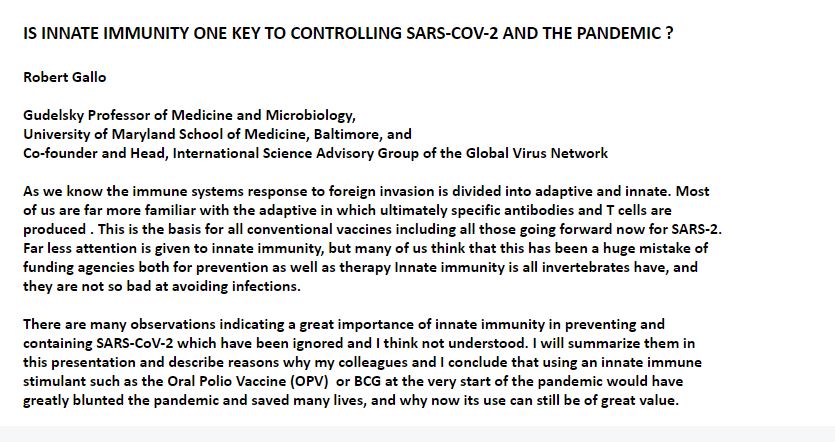 IS INNATE IMMUNITY ONE KEY TO CONTROLLING SARS-COV-2 AND THE PANDEMIC ?
Robert Gallo
Gudelsky Professor of Medicine and Microbiology,
University of Maryland School of Medicine, Baltimore, and
Co-founder and Head, International Science Advisory Group of the Global Virus Network
As we know the immune systems response to foreign invasion is divided into adaptive and innate. Most
of us are far more familiar with the adaptive in which ultimately specific antibodies and T cells are
produced . This is the basis for all conventional vaccines including all those going forward now for SARS-2.
Far less attention is given to innate immunity, but many of us think that this has been a huge mistake of
funding agencies both for prevention as well as therapy Innate immunity is all invertebrates have, and
they are not so bad at avoiding infections.
There are many observations indicating a great importance of innate immunity in preventing and
containing SARS-CoV-2 which have been ignored and I think not understood. I will summarize them in
this presentation and describe reasons why my colleagues and I conclude that using an innate immune
stimulant such as the Oral Polio Vaccine (OPV) or BCG at the very start of the pandemic would have
greatly blunted the pandemic and saved many lives, and why now its use can still be of great value.